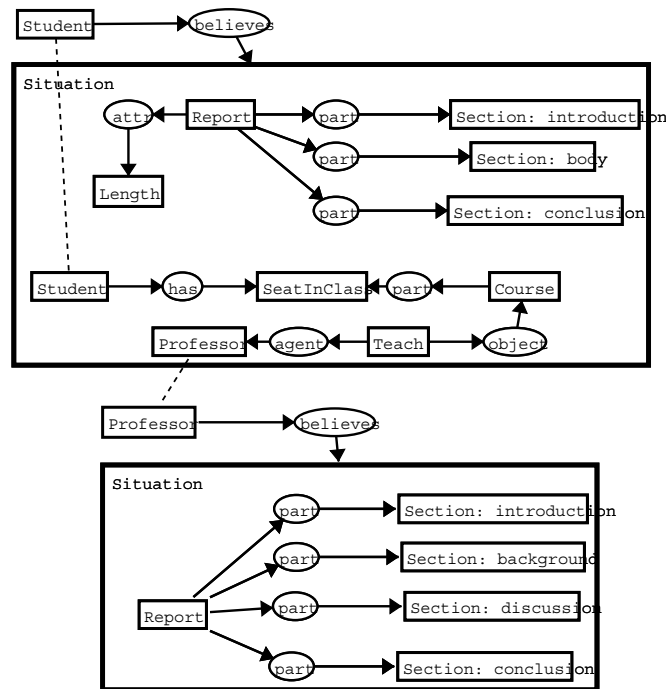 Student believes
Situation
attr Report part Section: introduction
part Section: body
Length
part Section: conclusion
Student has SeatInClass part Course
Professor agent Teach object
Professor believes
Situation
part Section: introduction
part Section: background
part Section: discussion
Report
part Section: conclusion